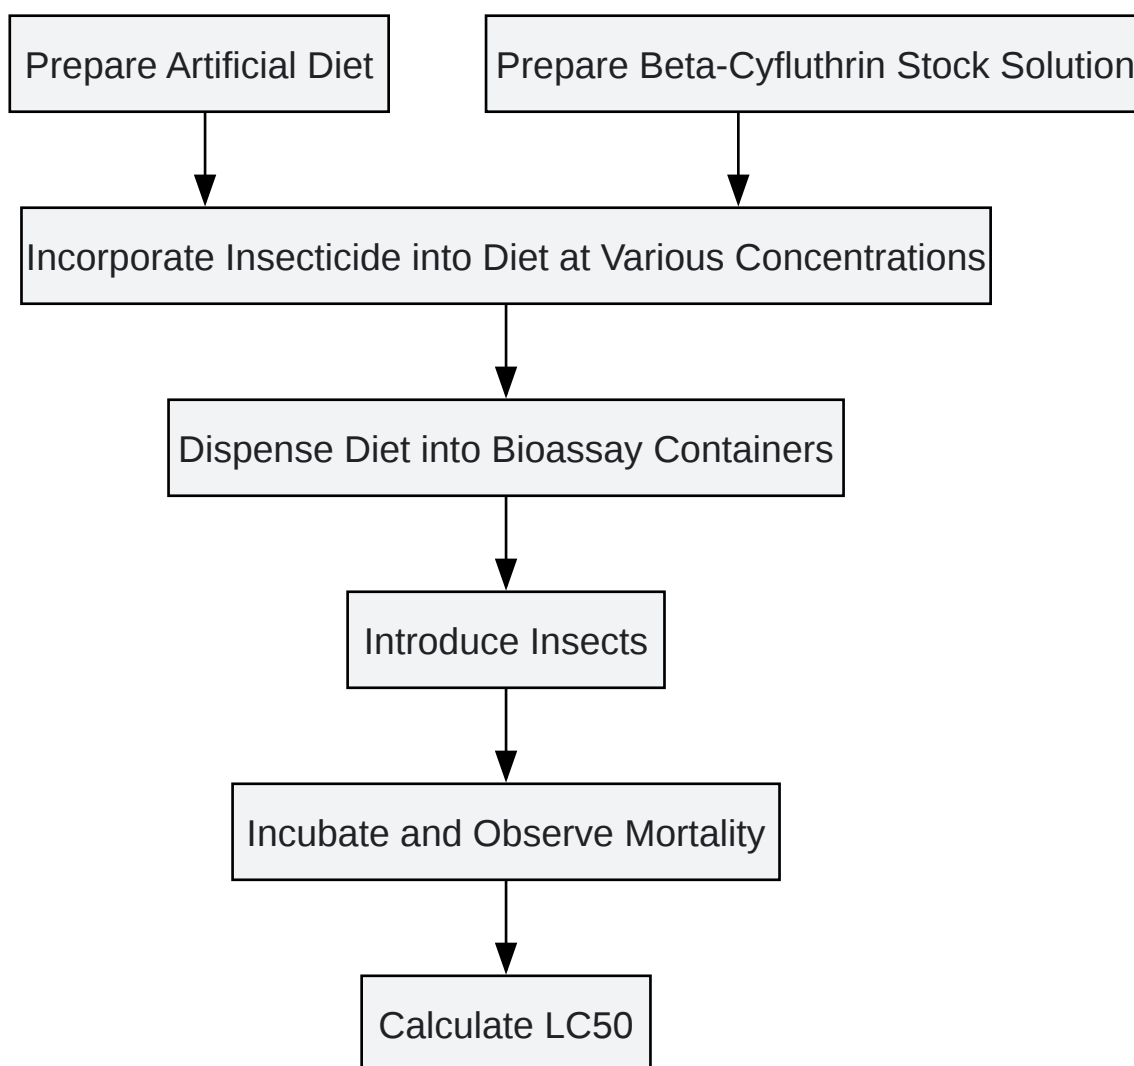 Prepare Artificial Diet
Prepare Beta-Cyfluthrin Stock Solution
Incorporate Insecticide into Diet at Various Concentrations
Dispense Diet into Bioassay Containers
Introduce Insects
Incubate and Observe Mortality
Calculate LC50